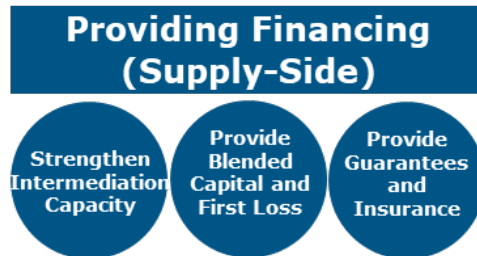 Providing Financing
(Supply-Side)
Strengthen
Intermediation
Capacity
Provide
Blended
Capital and
First Loss
Provide
Guarantees
and
Insurance